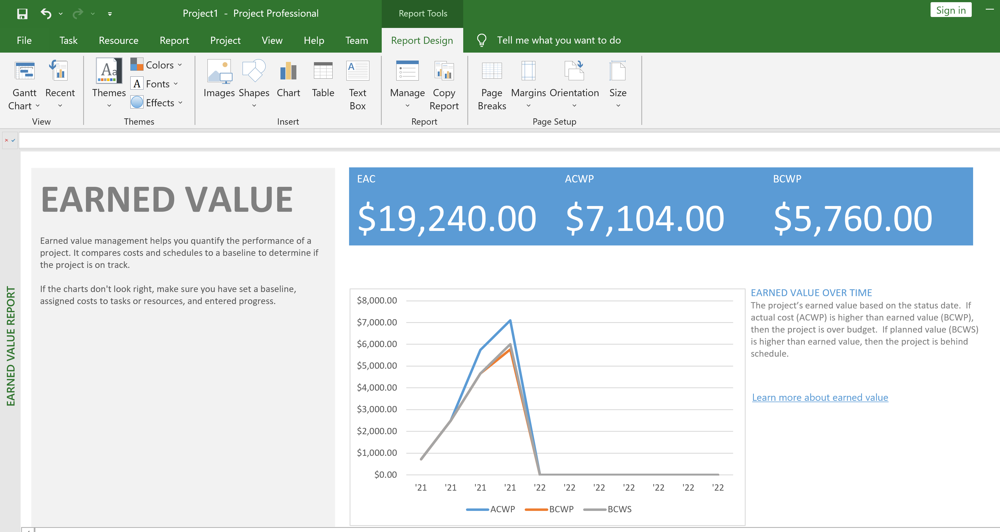 Project1 - Project Professional
Report Tools
Sign in
File Task Resource Report Project View Help Team Report Design Tell me what you want to do
Gantt Chart
Recent
View
Themes
Colors
Fonts
Effects
Themes
Images
Shapes
Chart
Table
Text Box
Insert
Manage
Copy Report
Report
Page Breaks
Margins
Orientation
Size
Page Setup
EARNED VALUE REPORT
EARNED VALUE
Earned value management helps you quantify the performance of a
project. It compares costs and schedules to a baseline to determine if
the project is on track.
If the charts don't look right, make sure you have set a baseline,
assigned costs to tasks or resources, and entered progress.
EAC ACWP BCWP
$19,240.00 $7,104.00 $5,760.00
$8,000.00
$7,000.00
$6,000.00
$5,000.00
$4,000.00
$3,000.00
$2,000.00
$1,000.00
$0.00
'21 '21 '21 '21 '22 '22 '22 '22 '22 '22 '22
ACWP BCWP BCWS
EARNED VALUE OVER TIME
The project’s earned value based on the status date.  If
actual cost (ACWP) is higher than earned value (BCWP),
then the project is over budget.  If planned value (BCWS)
is higher than earned value, then the project is behind
schedule.
Learn more about earned value